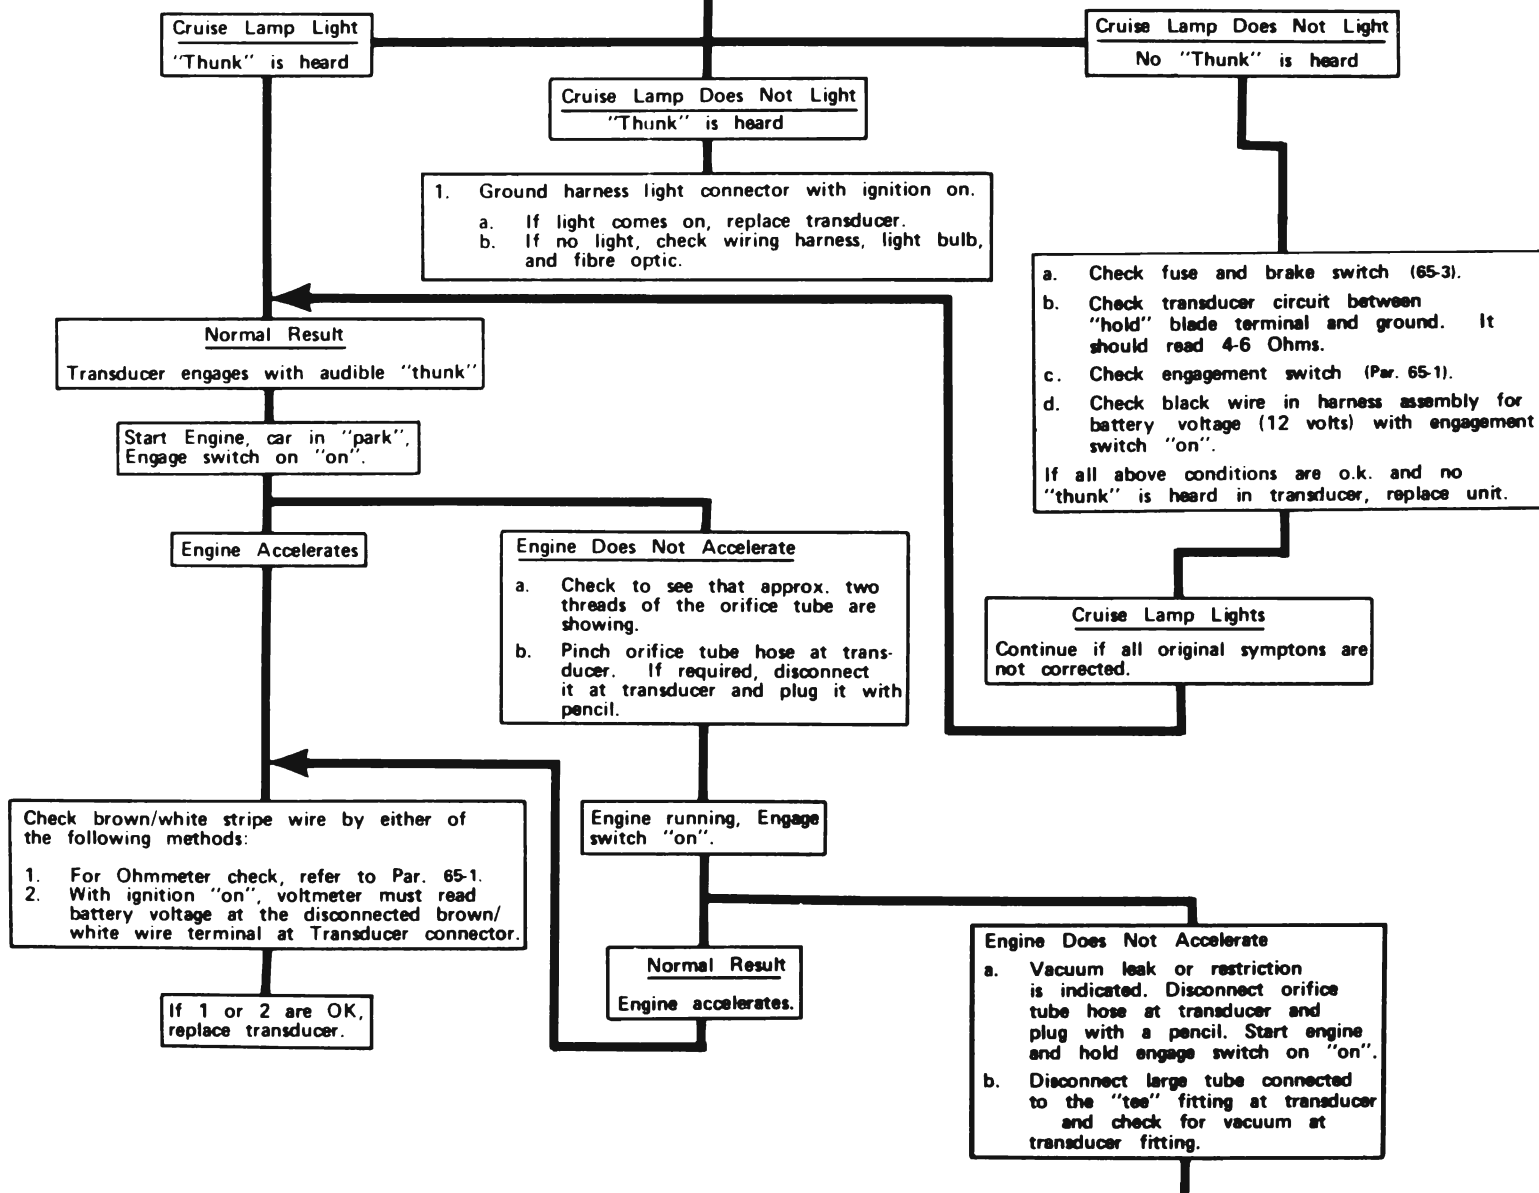 Cruise Lamp Light
"Thunk" is heard
Cruise Lamp Does Not Light
"Thunk" is heard
Cruise Lamp Does Not Light
No "Thunk" is heard
1. Ground harness light connector with ignition on.
a. If light comes on, replace transducer.
b. If no light, check wiring harness, light bulb,
and fibre optic.
a. Check fuse and brake switch (65-3).
b. Check transducer circuit between
"hold" blade terminal and ground. It
should read 4-6 Ohms.
c. Check engagement switch (Par. 65-1).
d. Check black wire in harness assembly for
battery voltage (12 volts) with engagement
switch "on".
If all above conditions are o.k. and no
"thunk" is heard in transducer, replace unit.
Normal Result
Transducer engages with audible "thunk"
Start Engine, car in "park",
Engage switch on "on".
Engine Accelerates
Engine Does Not Accelerate
a. Check to see that approx. two
threads of the orifice tube are
showing.
b. Pinch orifice tube hose at trans-
ducer. If required, disconnect
it at transducer and plug it with
pencil.
Cruise Lamp Lights
Continue if all original symptons are
not corrected.
Check brown/white stripe wire by either of
the following methods:
1. For Ohmmeter check, refer to Par. 65-1.
2. With ignition "on", voltmeter must read
battery voltage at the disconnected brown/
white wire terminal at Transducer connector.
If 1 or 2 are OK,
replace transducer.
Engine running, Engage
switch "on".
Normal Result
Engine accelerates.
Engine Does Not Accelerate
a. Vacuum leak or restriction
is indicated. Disconnect orifice
tube hose at transducer and
plug with a pencil. Start engine
and hold engage switch on "on".
b. Disconnect large tube connected
to the "tee" fitting at transducer
and check for vacuum at
transducer fitting.